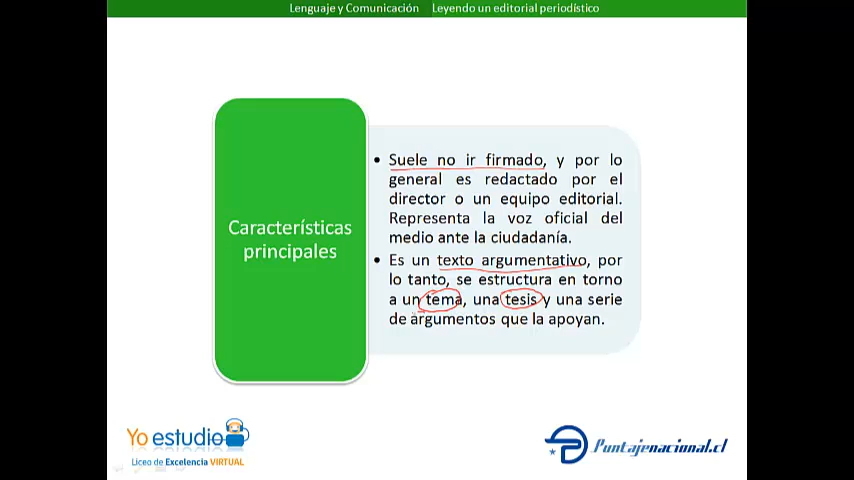 Lenguaje y Comunicación Leyendo un editorial periodístico
Características
principales
• Suele no ir firmado, y por lo
general es redactado por el
director o un equipo editorial.
Representa la voz oficial del
medio ante la ciudadanía.
• Es un texto argumentativo, por
lo tanto, se estructura en torno
a un tema, una tesis y una serie
de argumentos que la apoyan.
Yo estudio
Liceo de Excelencia VIRTUAL
Puntajenacional.cl